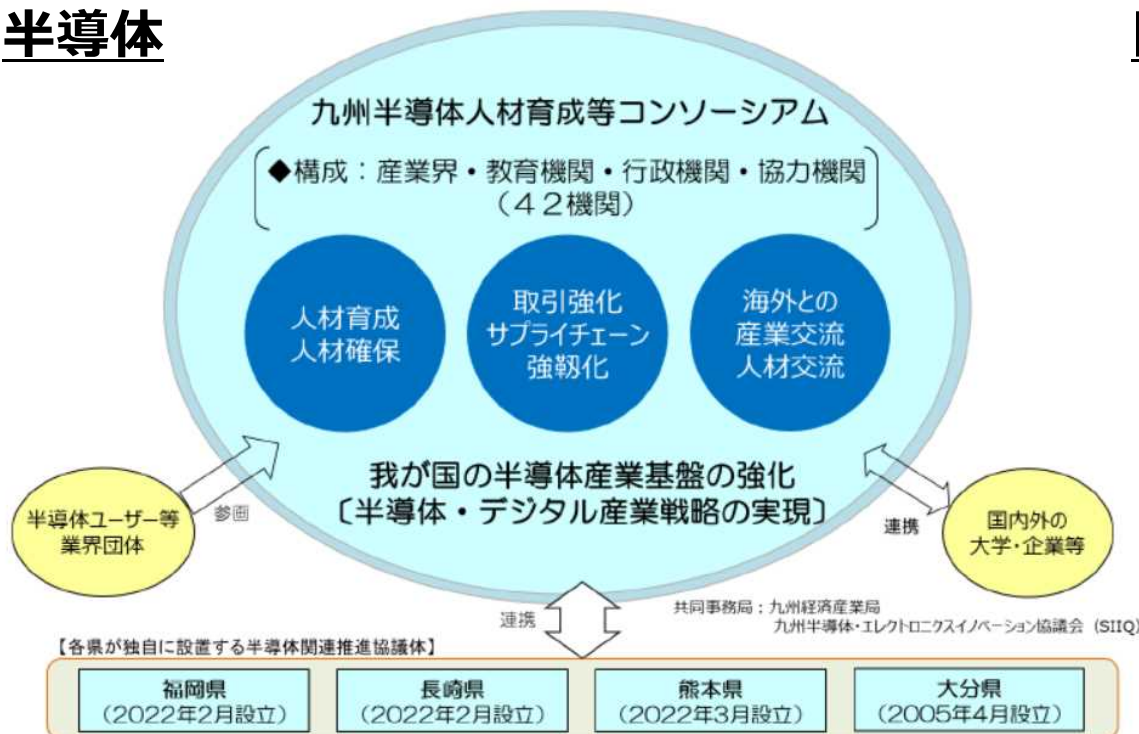 半導体
九州半導体人材育成等コンソーシアム
◆構成：産業界・教育機関・行政機関・協力機関
（４２機関）
人材育成
人材確保
取引強化
サプライチェーン
強靱化
海外との
産業交流
人材交流
我が国の半導体産業基盤の強化
〔半導体・デジタル産業戦略の実現〕
半導体ユーザー等
業界団体
参画
連携
国内外の
大学・企業等
連携
共同事務局：九州経済産業局
九州半導体・エレクトロニクスイノベーション協議会（SIIQ）
【各県が独自に設置する半導体関連推進協議体】
福岡県
（2022年2月設立）
長崎県
（2022年2月設立）
熊本県
（2022年3月設立）
大分県
（2005年4月設立）